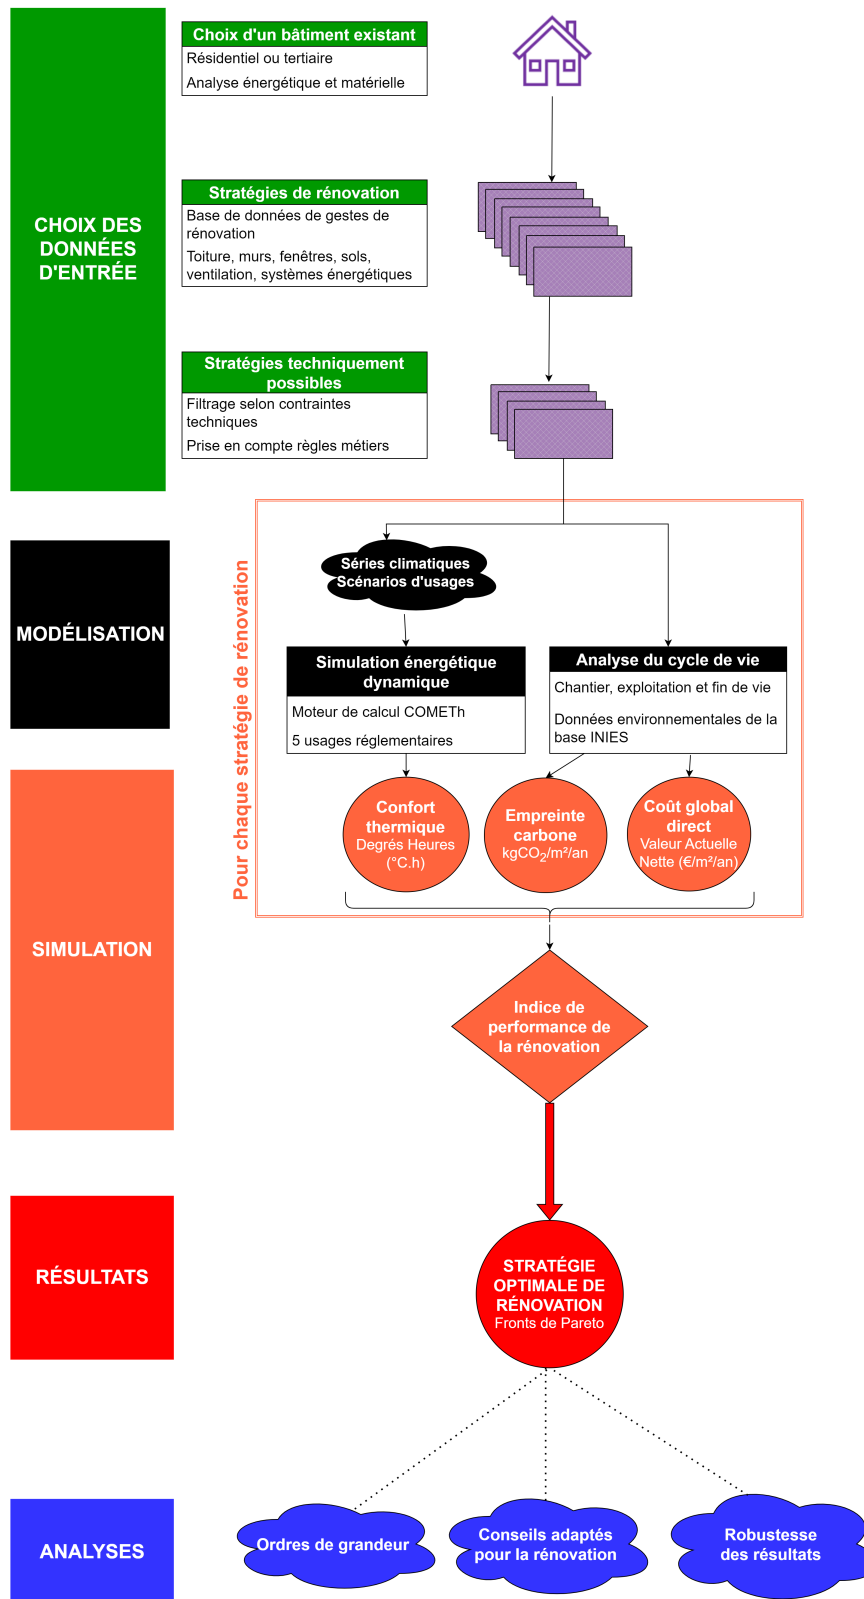 Choix d'un bâtiment existant
Résidentiel ou tertiaire
Analyse énergétique et matérielle
CHOIX DES
DONNÉES
D'ENTRÉE
Stratégies de rénovation
Base de données de gestes de
rénovation
Toiture, murs, fenêtres, sols,
ventilation, systèmes énergétiques
Stratégies techniquement
possibles
Filtrage selon contraintes
techniques
Prise en compte règles métiers
Pour chaque stratégie de rénovation
MODÉLISATION
Séries climatiques
Scénarios d'usages
Simulation énergétique
dynamique
Moteur de calcul COMETh
5 usages réglementaires
Analyse du cycle de vie
Chantier, exploitation et fin de vie
Données environnementales de la
base INIES
SIMULATION
Confort
thermique
Degrés Heures
(°C.h)
Empreinte
carbone
kgCO2/m²/an
Coût global
direct
Valeur Actuelle
Nette (€/m²/an)
Indice de
performance de
la rénovation
RÉSULTATS
STRATÉGIE
OPTIMALE DE
RÉNOVATION
Fronts de Pareto
ANALYSES
Ordres de grandeur
Conseils adaptés
pour la rénovation
Robustesse
des résultats